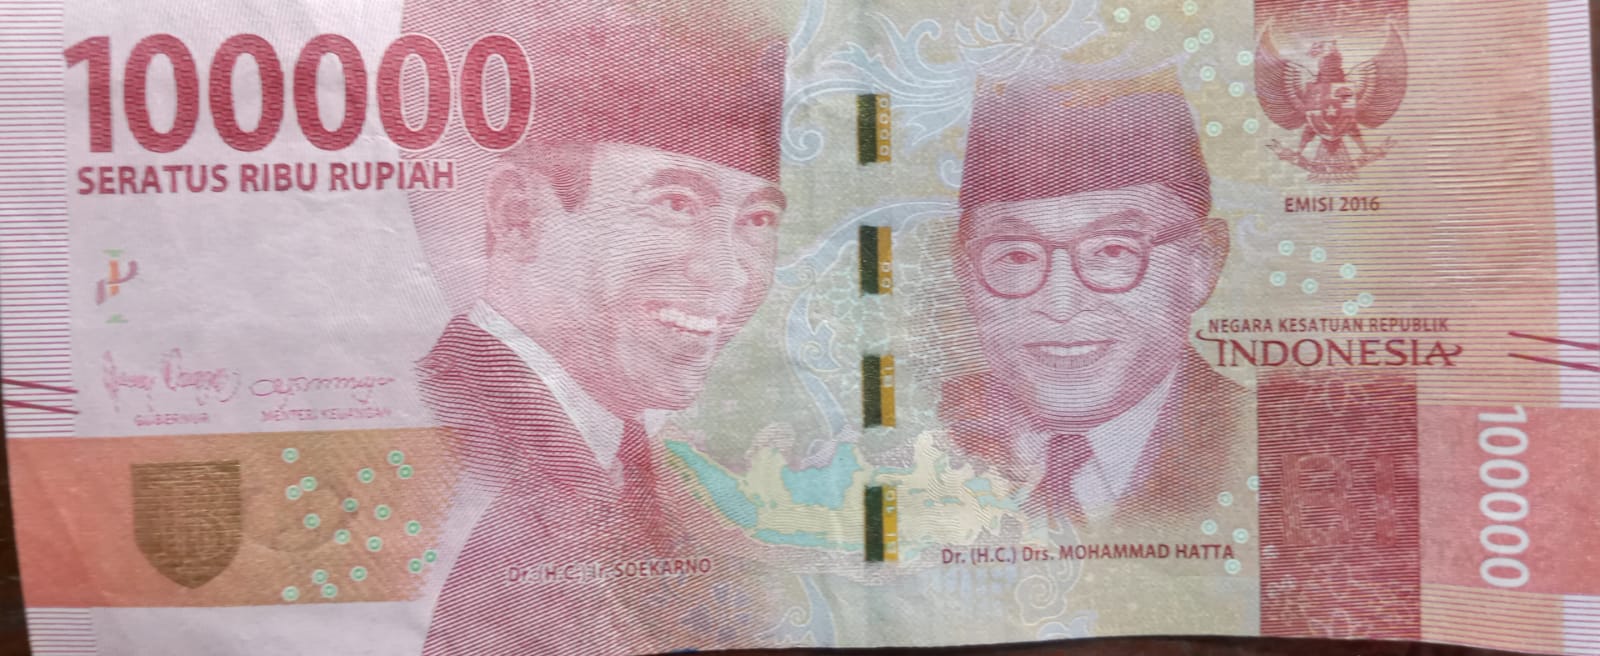 100000
SERATUS RIBU RUPIAH
EMISI 2016
NEGARA KESATUAN REPUBLIK
INDONESIA
GUBERNUR
MENTERI KEUANGAN
Dr. (H.C.) Ir. SOEKARNO
Dr. (H.C.) Drs. MOHAMMAD HATTA
100000